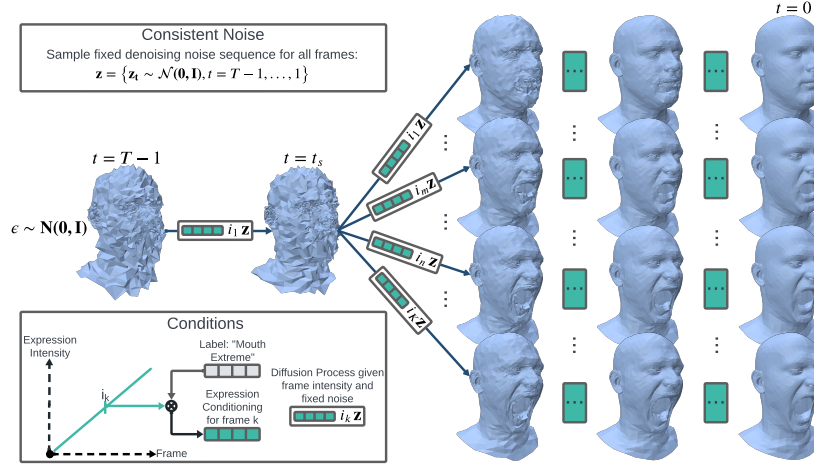 t = 0
Consistent Noise
Sample fixed denoising noise sequence for all frames:
z = {z_t ∼ 𝒩(0, I), t = T − 1, . . . , 1}
t = T − 1
t = t_s
ϵ ∼ N(0, I)
i_1 z
i_1 z
i_m z
i_n z
i_K z
...
...
...
...
...
...
...
...
⋮
⋮
⋮
⋮
⋮
⋮
⋮
⋮
⋮
Conditions
Expression
Intensity
i_k
Frame
Label: "Mouth
Extreme"
Expression
Conditioning
for frame k
Diffusion Process given
frame intensity and
fixed noise
i_k z